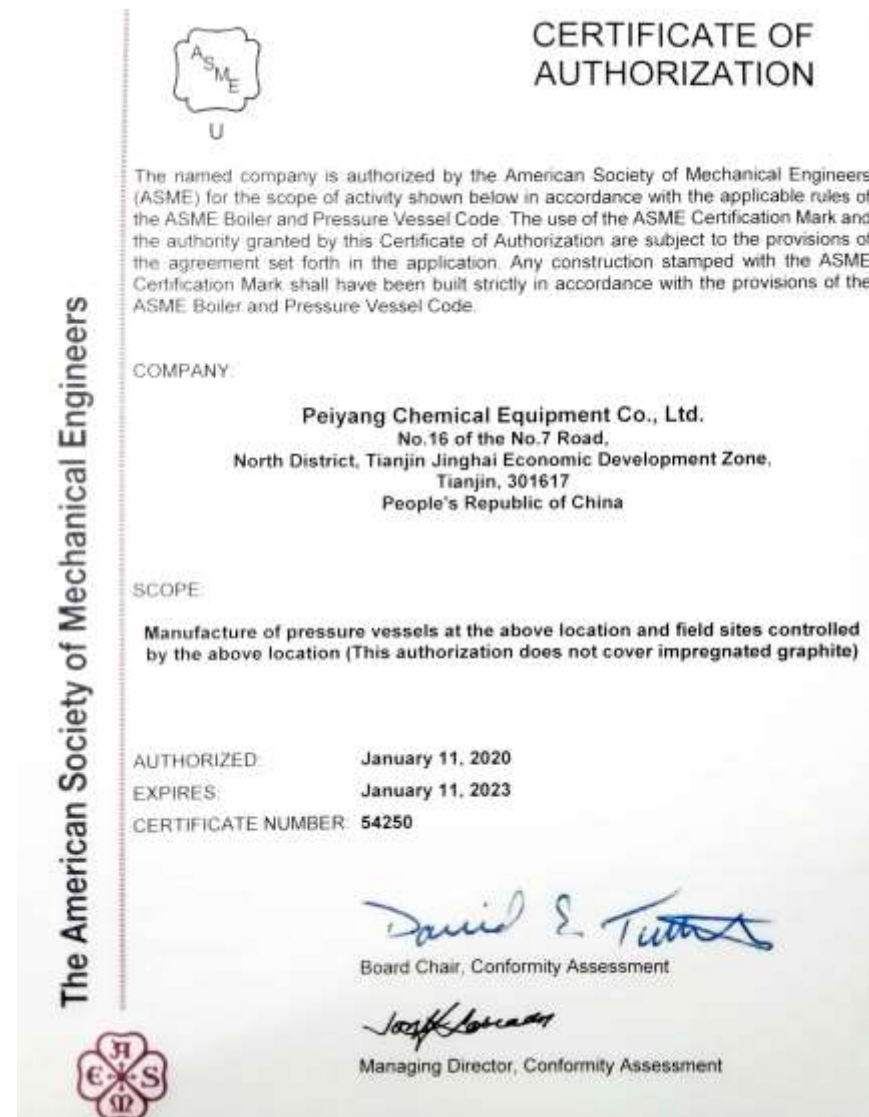 CERTIFICATE OF
AUTHORIZATION
ASME
U
The named company is authorized by the American Society of Mechanical Engineers
(ASME) for the scope of activity shown below in accordance with the applicable rules of
the ASME Boiler and Pressure Vessel Code. The use of the ASME Certification Mark and
the authority granted by this Certificate of Authorization are subject to the provisions of
the agreement set forth in the application. Any construction stamped with the ASME
Certification Mark shall have been built strictly in accordance with the provisions of the
ASME Boiler and Pressure Vessel Code.
COMPANY:
Peiyang Chemical Equipment Co., Ltd.
No.16 of the No.7 Road,
North District, Tianjin Jinghai Economic Development Zone,
Tianjin, 301617
People's Republic of China
SCOPE:
Manufacture of pressure vessels at the above location and field sites controlled
by the above location (This authorization does not cover impregnated graphite)
AUTHORIZED: January 11, 2020
EXPIRES: January 11, 2023
CERTIFICATE NUMBER: 54250
David E.
Board Chair, Conformity Assessment
Managing Director, Conformity Assessment
The American Society of Mechanical Engineers
A
E S
M